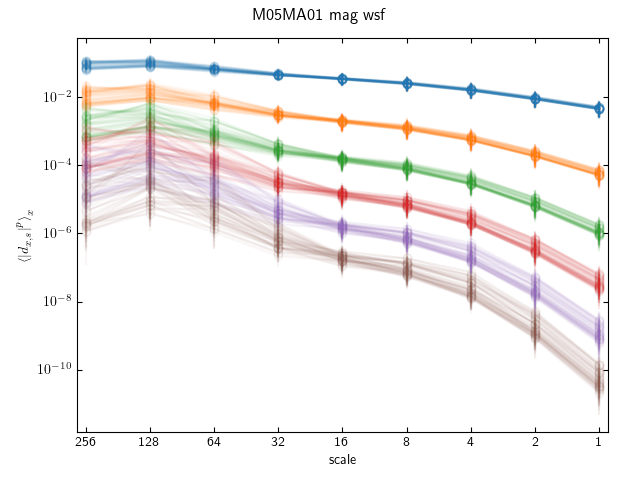 M05MA01 mag wsf
⟨|d_{x,s}|^p⟩_x
10^{-2}
10^{-4}
10^{-6}
10^{-8}
10^{-10}
256 128 64 32 16 8 4 2 1
scale